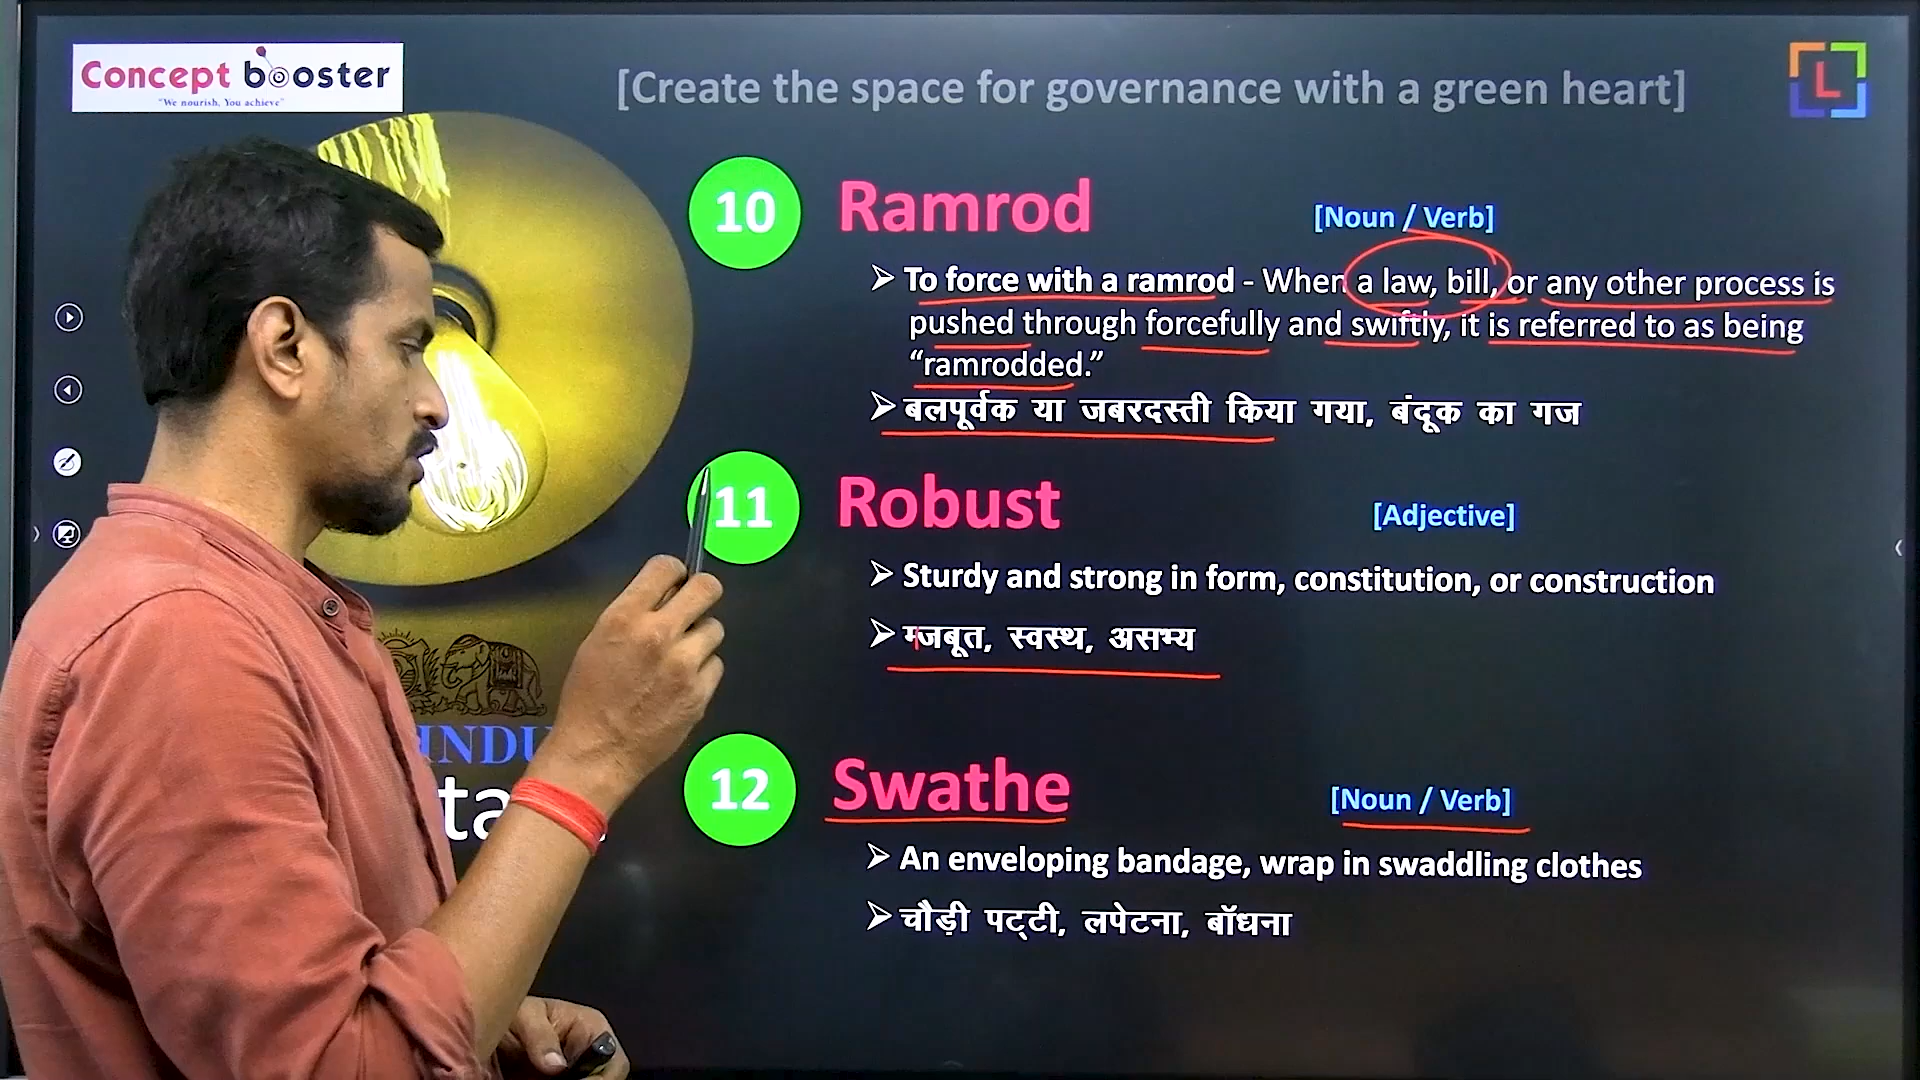 Concept booster
"We nourish, You achieve"
[Create the space for governance with a green heart]
L
10
Ramrod
[Noun / Verb]
➢ To force with a ramrod - When a law, bill, or any other process is
pushed through forcefully and swiftly, it is referred to as being
“ramrodded.”
➢ बलपूर्वक या जबरदस्ती किया गया, बंदूक का गज
11
Robust
[Adjective]
➢ Sturdy and strong in form, constitution, or construction
➢ मजबूत, स्वस्थ, असभ्य
12
Swathe
[Noun / Verb]
➢ An enveloping bandage, wrap in swaddling clothes
➢ चौड़ी पट्टी, लपेटना, बॉधना